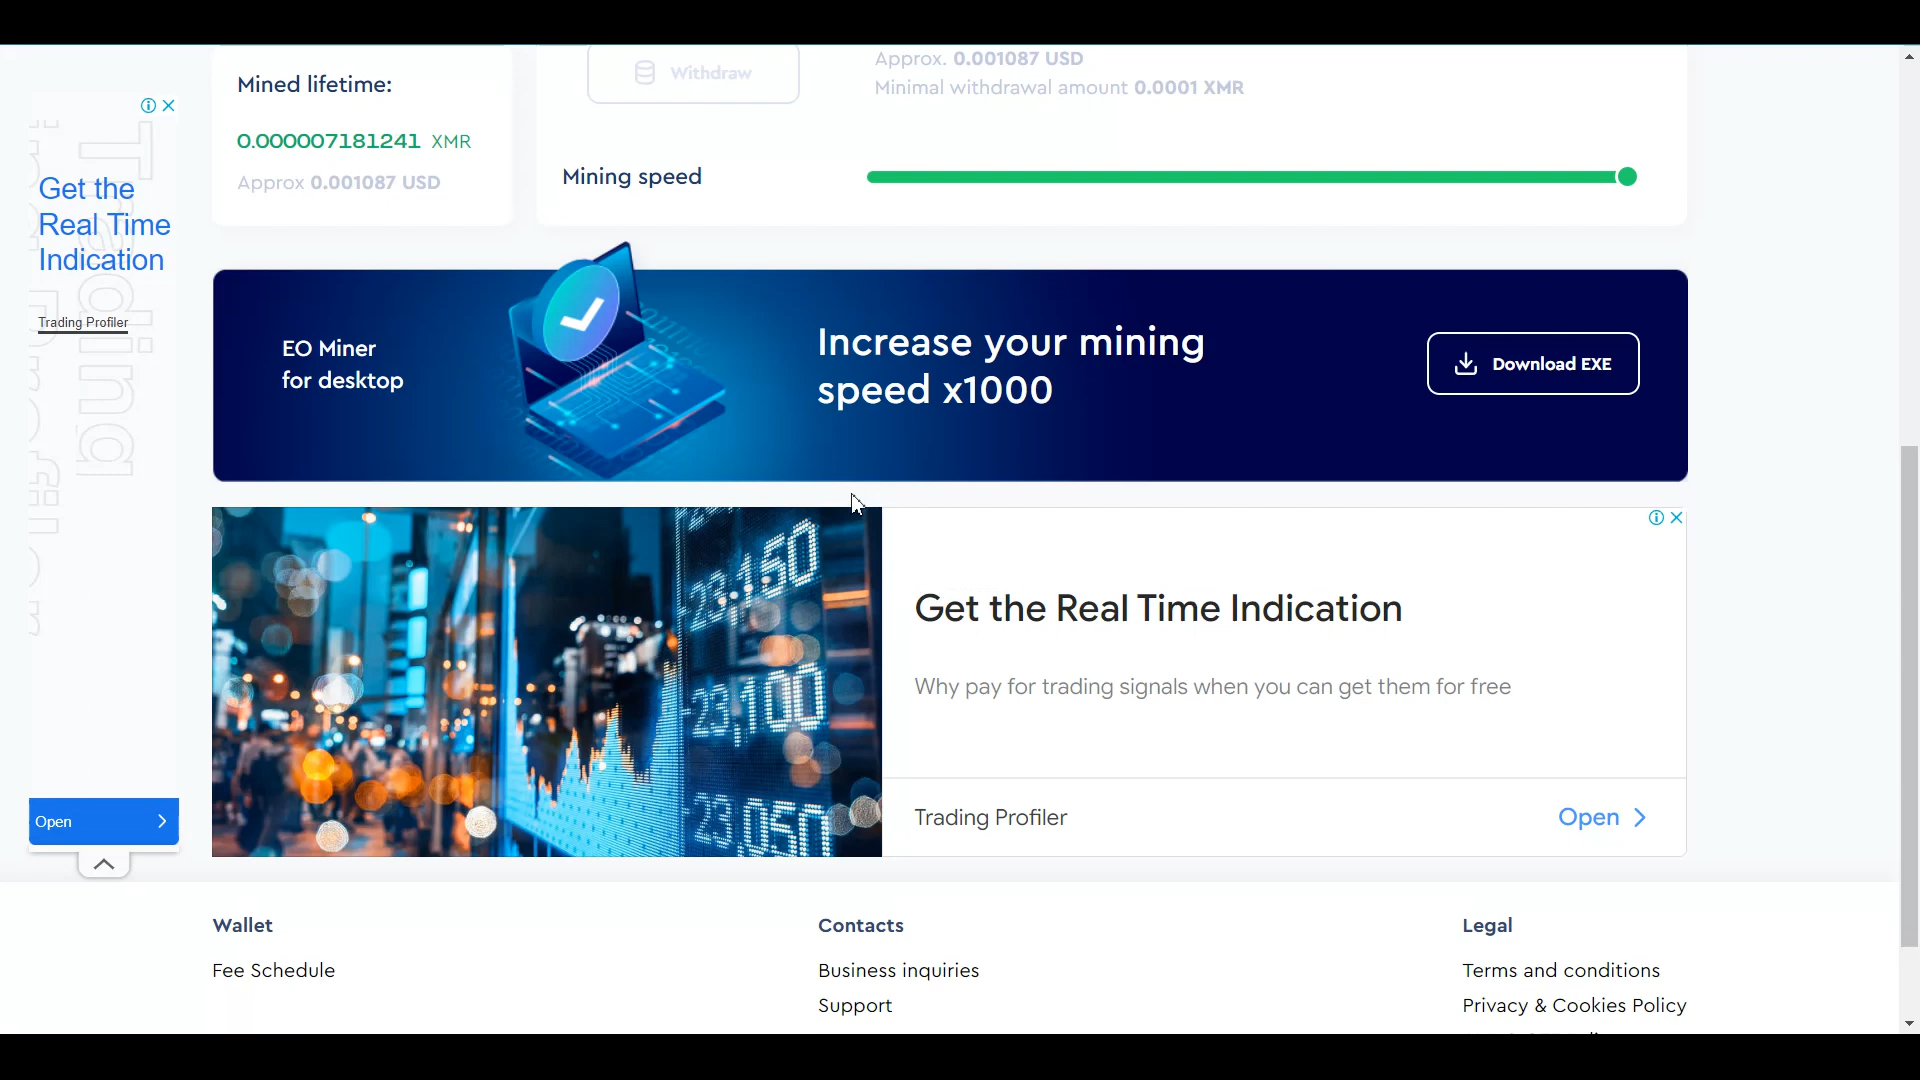 Withdraw
Approx. 0.001087 USD
Minimal withdrawal amount 0.0001 XMR
Mined lifetime:
0.000007181241 XMR
Approx 0.001087 USD
Mining speed
Get the
Real Time
Indication
Trading Profiler
Trading
Open
EO Miner
for desktop
Increase your mining
speed x1000
Download EXE
23,150
23,100
23,050
Get the Real Time Indication
Why pay for trading signals when you can get them for free
Trading Profiler
Open
Wallet
Fee Schedule
Contacts
Business inquiries
Support
Legal
Terms and conditions
Privacy & Cookies Policy